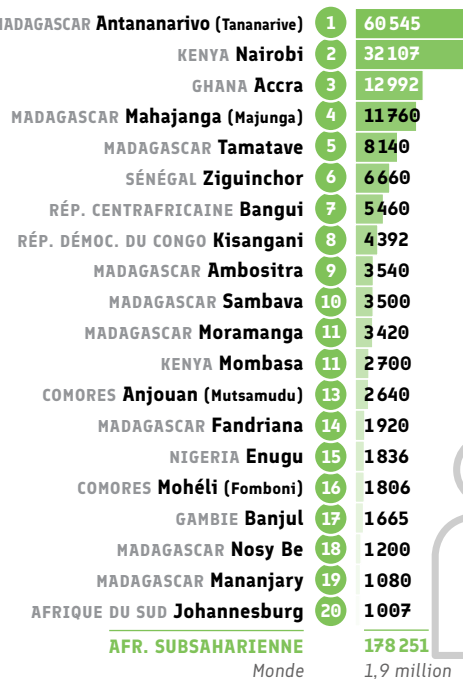 MADAGASCAR Antananarivo (Tananarive) 1 60 545
KENYA Nairobi 2 32 107
GHANA Accra 3 12 992
MADAGASCAR Mahajanga (Majunga) 4 11 760
MADAGASCAR Tamatave 5 8 140
SÉNÉGAL Ziguinchor 6 6 660
RÉP. CENTRAFRICAINE Bangui 7 5 460
RÉP. DÉMOC. DU CONGO Kisangani 8 4 392
MADAGASCAR Ambositra 9 3 540
MADAGASCAR Sambava 10 3 500
MADAGASCAR Moramanga 11 3 420
KENYA Mombasa 11 2 700
COMORES Anjouan (Mutsamudu) 13 2 640
MADAGASCAR Fandriana 14 1 920
NIGERIA Enugu 15 1 836
COMORES Mohéli (Fomboni) 16 1 806
GAMBIE Banjul 17 1 665
MADAGASCAR Nosy Be 18 1 200
MADAGASCAR Mananjary 19 1 080
AFRIQUE DU SUD Johannesburg 20 1 007
AFR. SUBSAHARIENNE 178 251
Monde 1,9 million